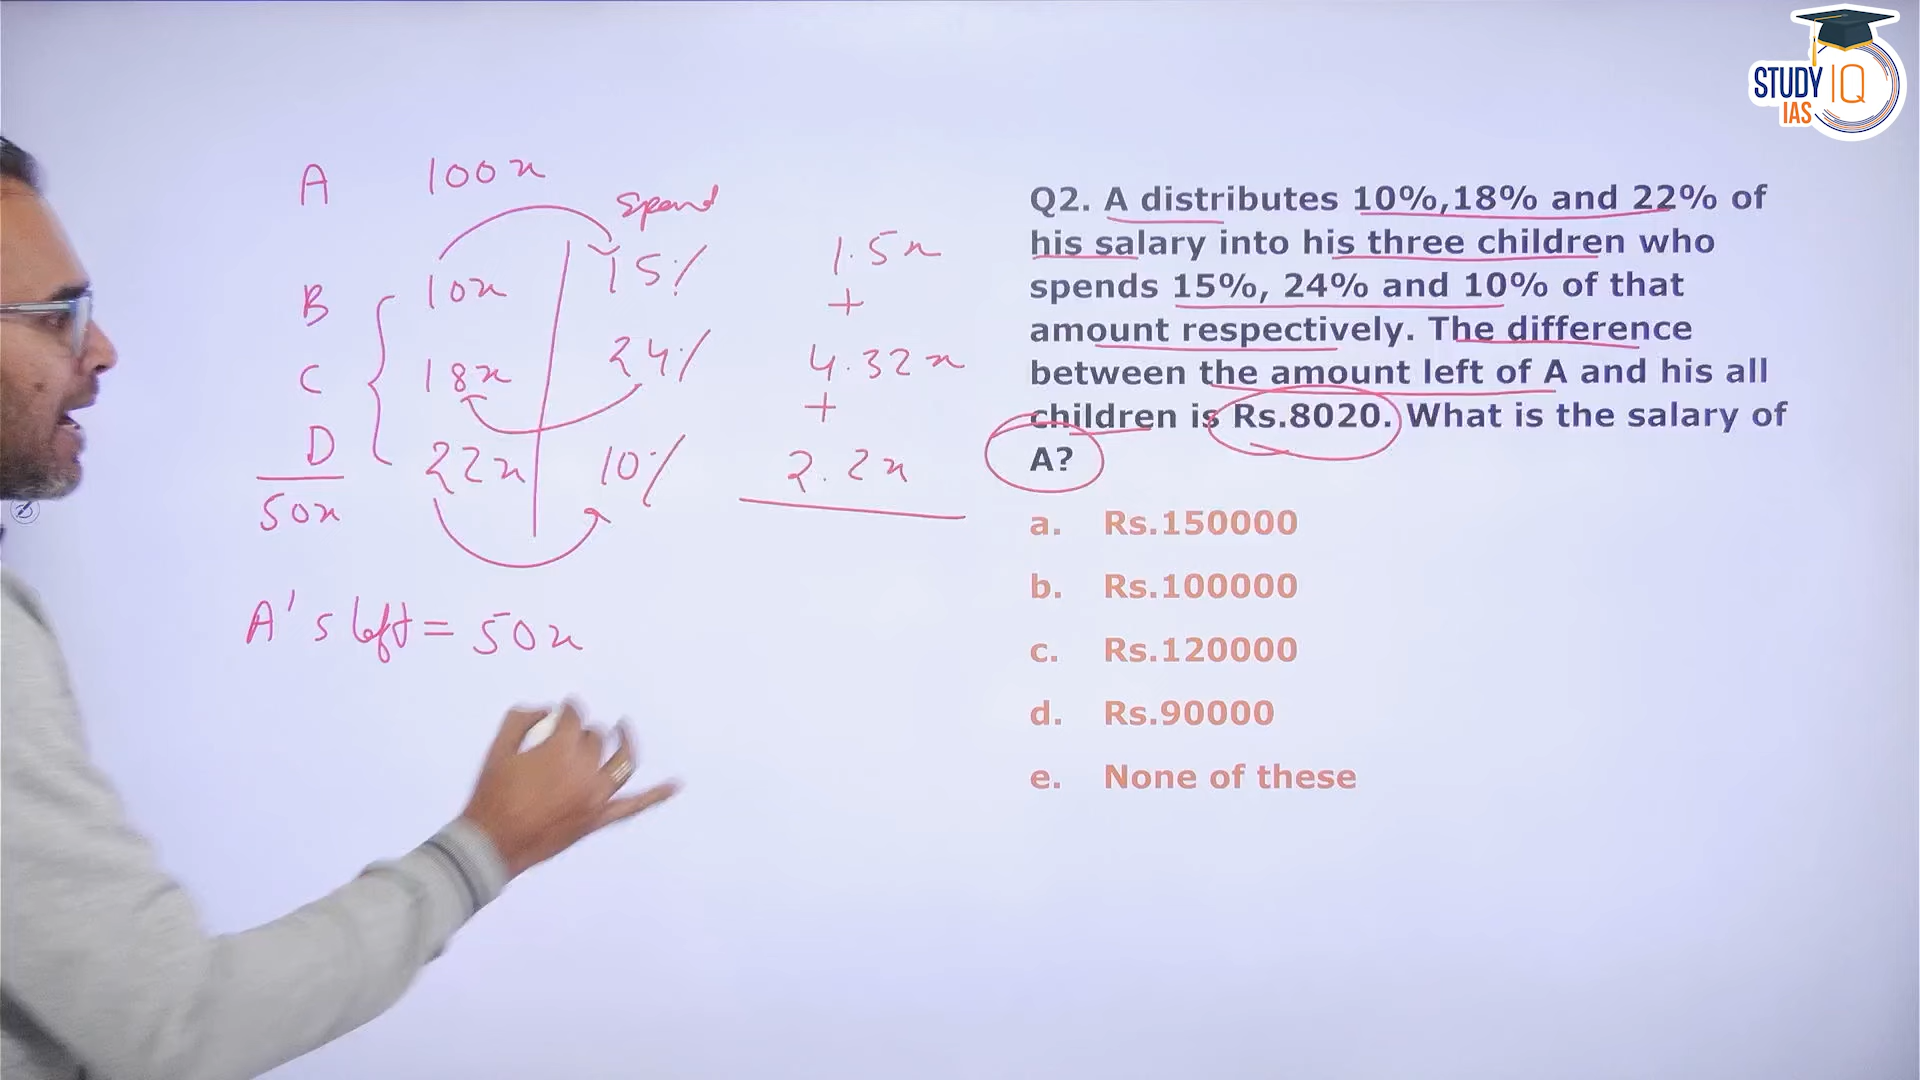 STUDY IQ
IAS
A 100x
spend
B 10x 15% 1.5x
+
C 18x 24% 4.32x
+
D 22x 10% 2.2x
50x
A's left = 50x
Q2. A distributes 10%,18% and 22% of
his salary into his three children who
spends 15%, 24% and 10% of that
amount respectively. The difference
between the amount left of A and his all
children is Rs.8020. What is the salary of
A?
a. Rs.150000
b. Rs.100000
c. Rs.120000
d. Rs.90000
e. None of these